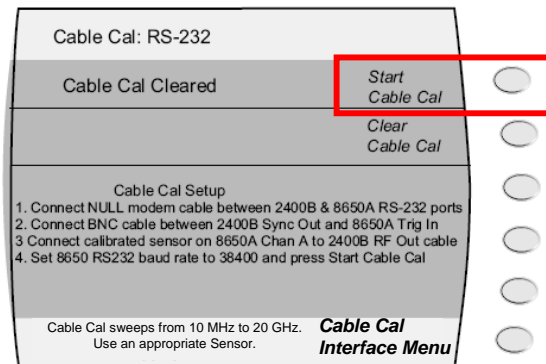 Cable Cal: RS-232
Cable Cal Cleared
Start
Cable Cal
Clear
Cable Cal
Cable Cal Setup
1. Connect NULL modem cable between 2400B & 8650A RS-232 ports
2. Connect BNC cable between 2400B Sync Out and 8650A Trig In
3 Connect calibrated sensor on 8650A Chan A to 2400B RF Out cable
4. Set 8650 RS232 baud rate to 38400 and press Start Cable Cal
Cable Cal sweeps from 10 MHz to 20 GHz.
Use an appropriate Sensor.
Cable Cal
Interface Menu